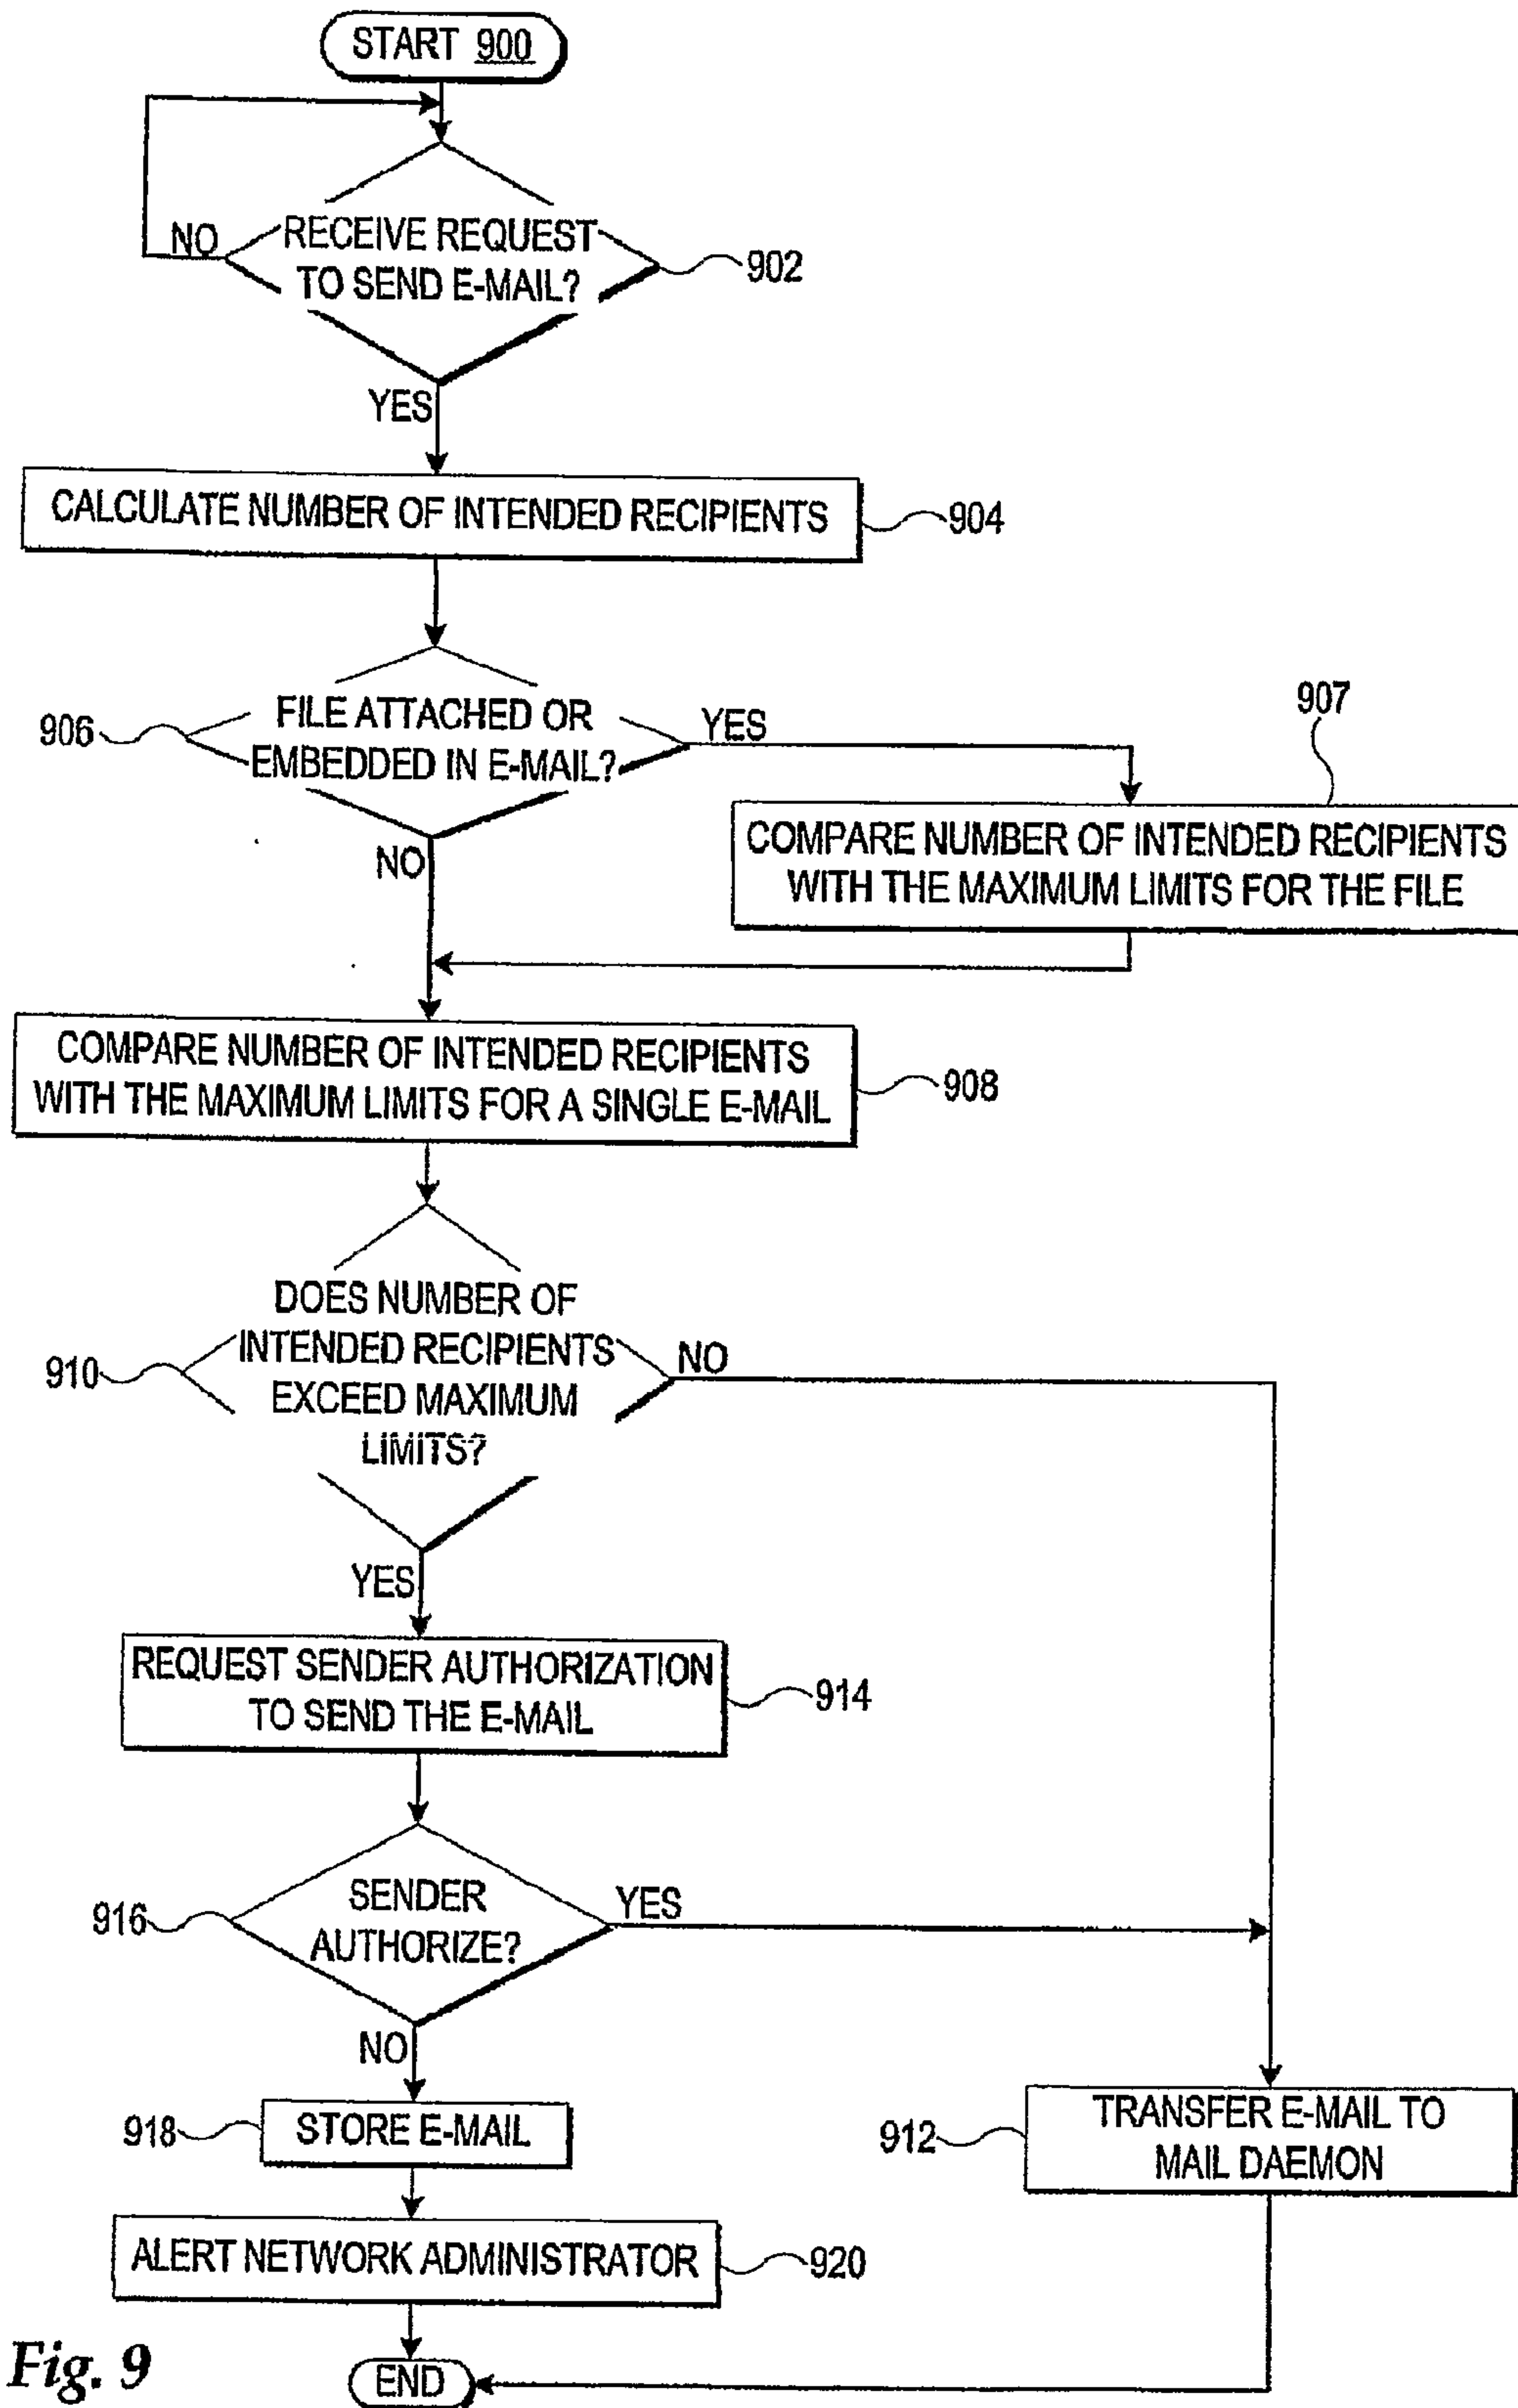 START 900
RECEIVE REQUEST
TO SEND E-MAIL?
NO
902
YES
CALCULATE NUMBER OF INTENDED RECIPIENTS
904
FILE ATTACHED OR
EMBEDDED IN E-MAIL?
906
YES
907
NO
COMPARE NUMBER OF INTENDED RECIPIENTS
WITH THE MAXIMUM LIMITS FOR THE FILE
COMPARE NUMBER OF INTENDED RECIPIENTS
WITH THE MAXIMUM LIMITS FOR A SINGLE E-MAIL
908
DOES NUMBER OF
INTENDED RECIPIENTS
EXCEED MAXIMUM
LIMITS?
910
NO
YES
REQUEST SENDER AUTHORIZATION
TO SEND THE E-MAIL
914
SENDER
AUTHORIZE?
916
YES
NO
STORE E-MAIL
918
TRANSFER E-MAIL TO
MAIL DAEMON
912
ALERT NETWORK ADMINISTRATOR
920
END
Fig. 9